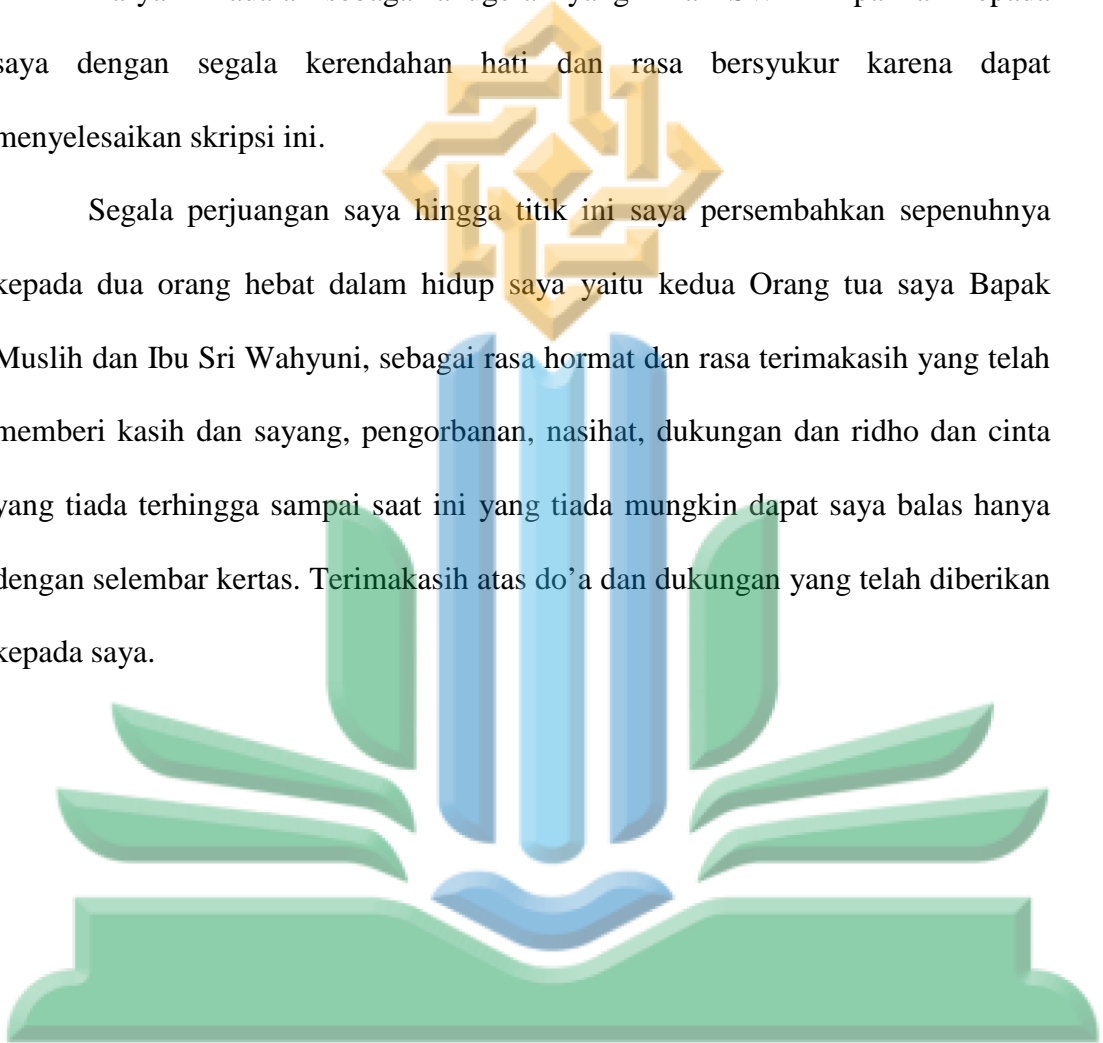 saya dengan segala kerendahan hati dan rasa bersyukur karena dapat
menyelesaikan skripsi ini.
Segala perjuangan saya hingga titik ini saya persembahkan sepenuhnya
kepada dua orang hebat dalam hidup saya yaitu kedua Orang tua saya Bapak
Muslih dan Ibu Sri Wahyuni, sebagai rasa hormat dan rasa terimakasih yang telah
memberi kasih dan sayang, pengorbanan, nasihat, dukungan dan ridho dan cinta
yang tiada terhingga sampai saat ini yang tiada mungkin dapat saya balas hanya
dengan selembar kertas. Terimakasih atas do’a dan dukungan yang telah diberikan
kepada saya.